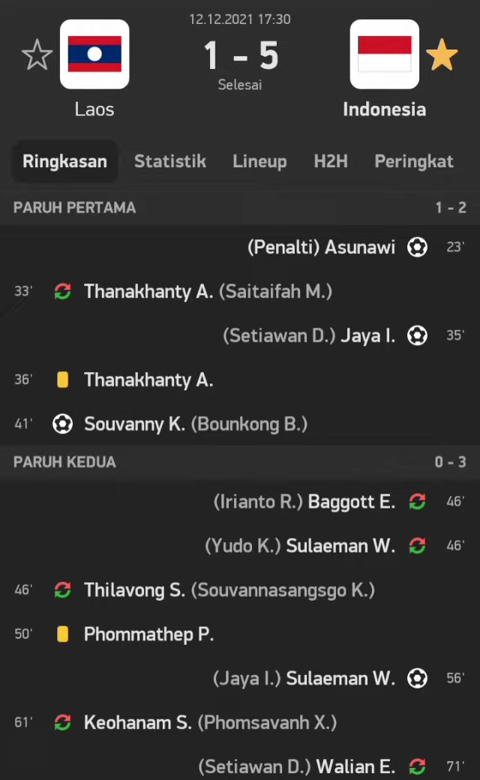 12.12.2021 17:30
1 - 5
Selesai
Laos
Indonesia
Ringkasan Statistik Lineup H2H Peringkat
PARUH PERTAMA 1 - 2
(Penalti) Asunawi 23'
33' Thanakhanty A. (Saitaifah M.)
(Setiawan D.) Jaya I. 35'
36' Thanakhanty A.
41' Souvanny K. (Bounkong B.)
PARUH KEDUA 0 - 3
(Irianto R.) Baggott E. 46'
(Yudo K.) Sulaeman W. 46'
46' Thilavong S. (Souvannasangsgo K.)
50' Phommathep P.
(Jaya I.) Sulaeman W. 56'
61' Keohanam S. (Phomsavanh X.)
(Setiawan D.) Walian E. 71'